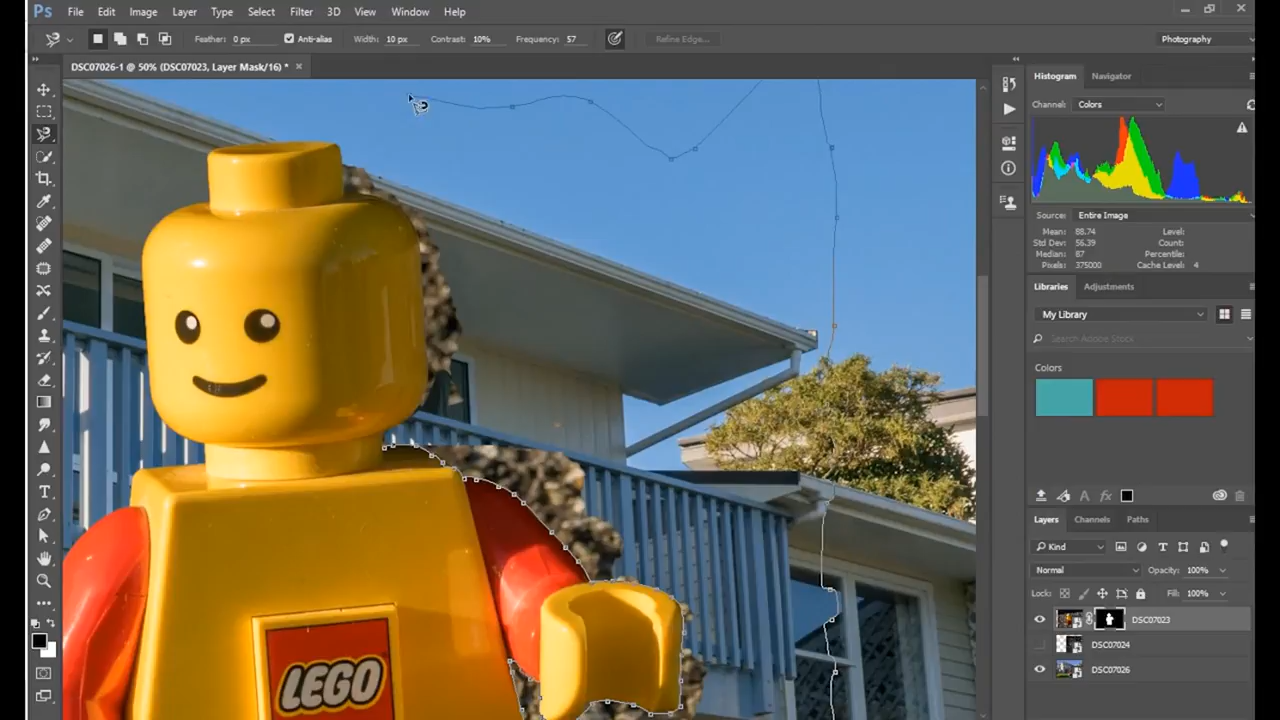 Ps File Edit Image Layer Type Select Filter 3D View Window Help
Feather: 0 px Anti-alias Width: 10 px Contrast: 10% Frequency: 57 Refine Edge... Photography
DSC07026-1 @ 50% (DSC07023, Layer Mask/16) * ×
Histogram Navigator
Channel: Colors
Source: Entire Image
Mean: 88.74 Level:
Std Dev: 56.39 Count:
Median: 87 Percentile:
Pixels: 375000 Cache Level: 4
Libraries Adjustments
My Library
Search Adobe Stock
Colors
Layers Channels Paths
Kind
Normal Opacity: 100%
Lock: Fill: 100%
DSC07023
DSC07024
DSC07026
LEGO